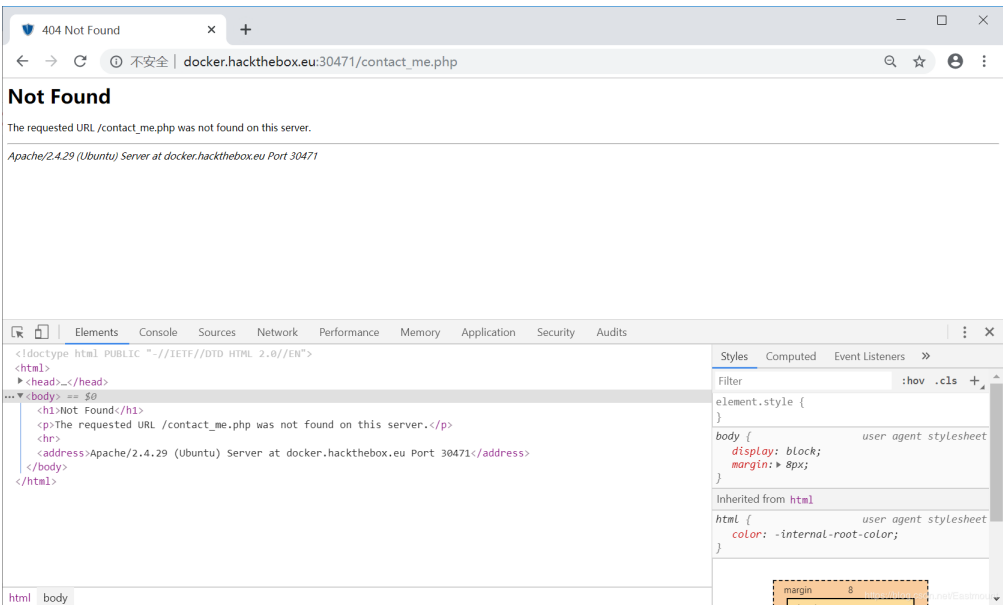 404 Not Found
不安全 docker.hackthebox.eu:30471/contact_me.php
Not Found
The requested URL /contact_me.php was not found on this server.
Apache/2.4.29 (Ubuntu) Server at docker.hackthebox.eu Port 30471
Elements Console Sources Network Performance Memory Application Security Audits
<!doctype html PUBLIC "-//IETF//DTD HTML 2.0//EN">
<html>
<head>…</head>
<body> == $0
<h1>Not Found</h1>
<p>The requested URL /contact_me.php was not found on this server.</p>
<hr>
<address>Apache/2.4.29 (Ubuntu) Server at docker.hackthebox.eu Port 30471</address>
</body>
</html>
html body
Styles Computed Event Listeners »
Filter :hov .cls +
element.style {
}
body { user agent stylesheet
display: block;
margin: 8px;
}
Inherited from html
html { user agent stylesheet
color: -internal-root-color;
}
margin 8